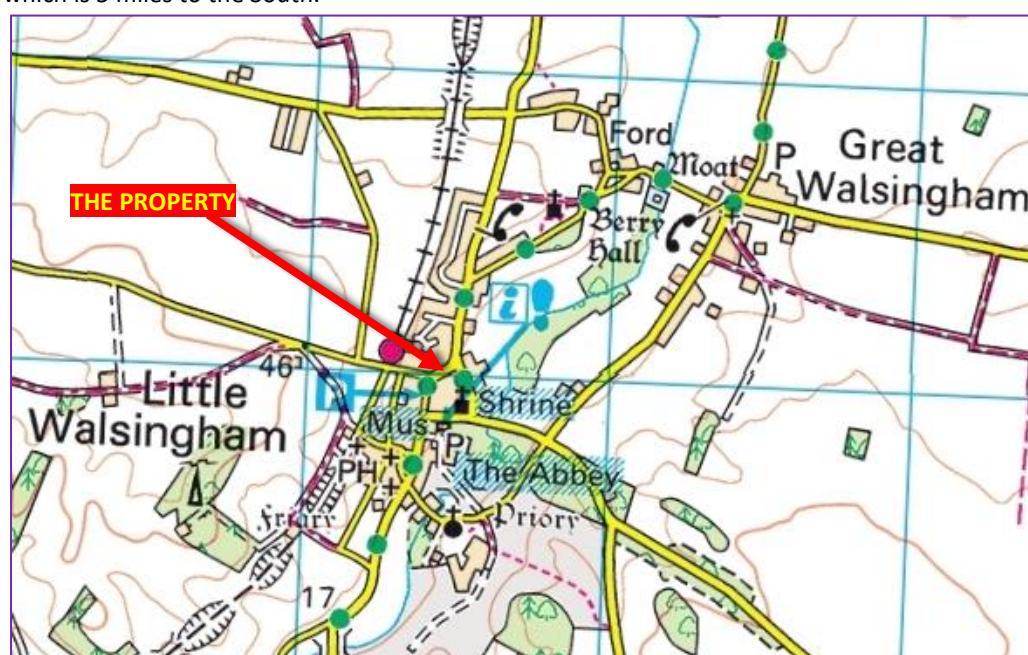 Ford
Moat
P
Great
Walsingham
THE PROPERTY
Berry
Hall
i
46
Little
Walsingham
Shrine
Mus
P
PH
The Abbey
Friary
Priory
17